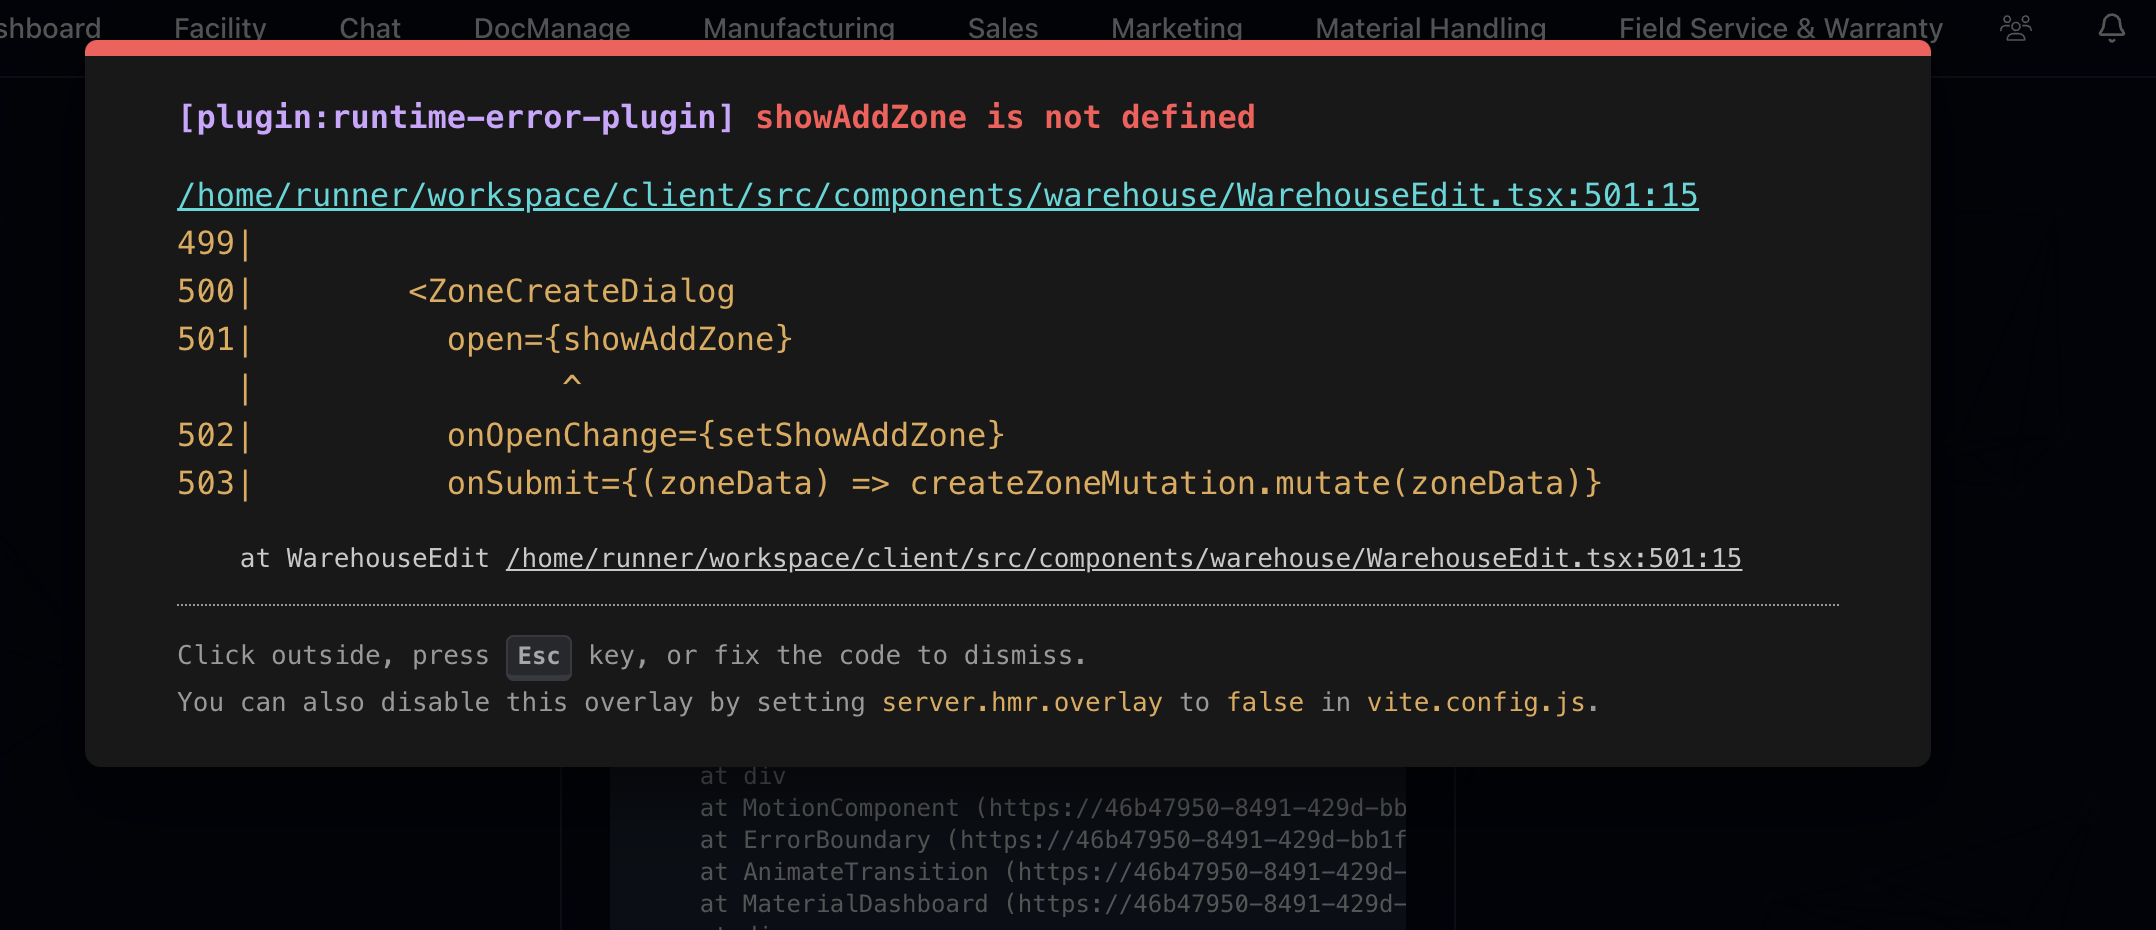 shboard Facility Chat DocManage Manufacturing Sales Marketing Material Handling Field Service & Warranty
[plugin:runtime-error-plugin] showAddZone is not defined
/home/runner/workspace/client/src/components/warehouse/WarehouseEdit.tsx:501:15
499|
500|        <ZoneCreateDialog
501|          open={showAddZone}
   |                ^
502|          onOpenChange={setShowAddZone}
503|          onSubmit={(zoneData) => createZoneMutation.mutate(zoneData)}
at WarehouseEdit /home/runner/workspace/client/src/components/warehouse/WarehouseEdit.tsx:501:15
Click outside, press Esc key, or fix the code to dismiss.
You can also disable this overlay by setting server.hmr.overlay to false in vite.config.js.
at div
at MotionComponent (https://46b47950-8491-429d-bb
at ErrorBoundary (https://46b47950-8491-429d-bb1f
at AnimateTransition (https://46b47950-8491-429d-
at MaterialDashboard (https://46b47950-8491-429d-